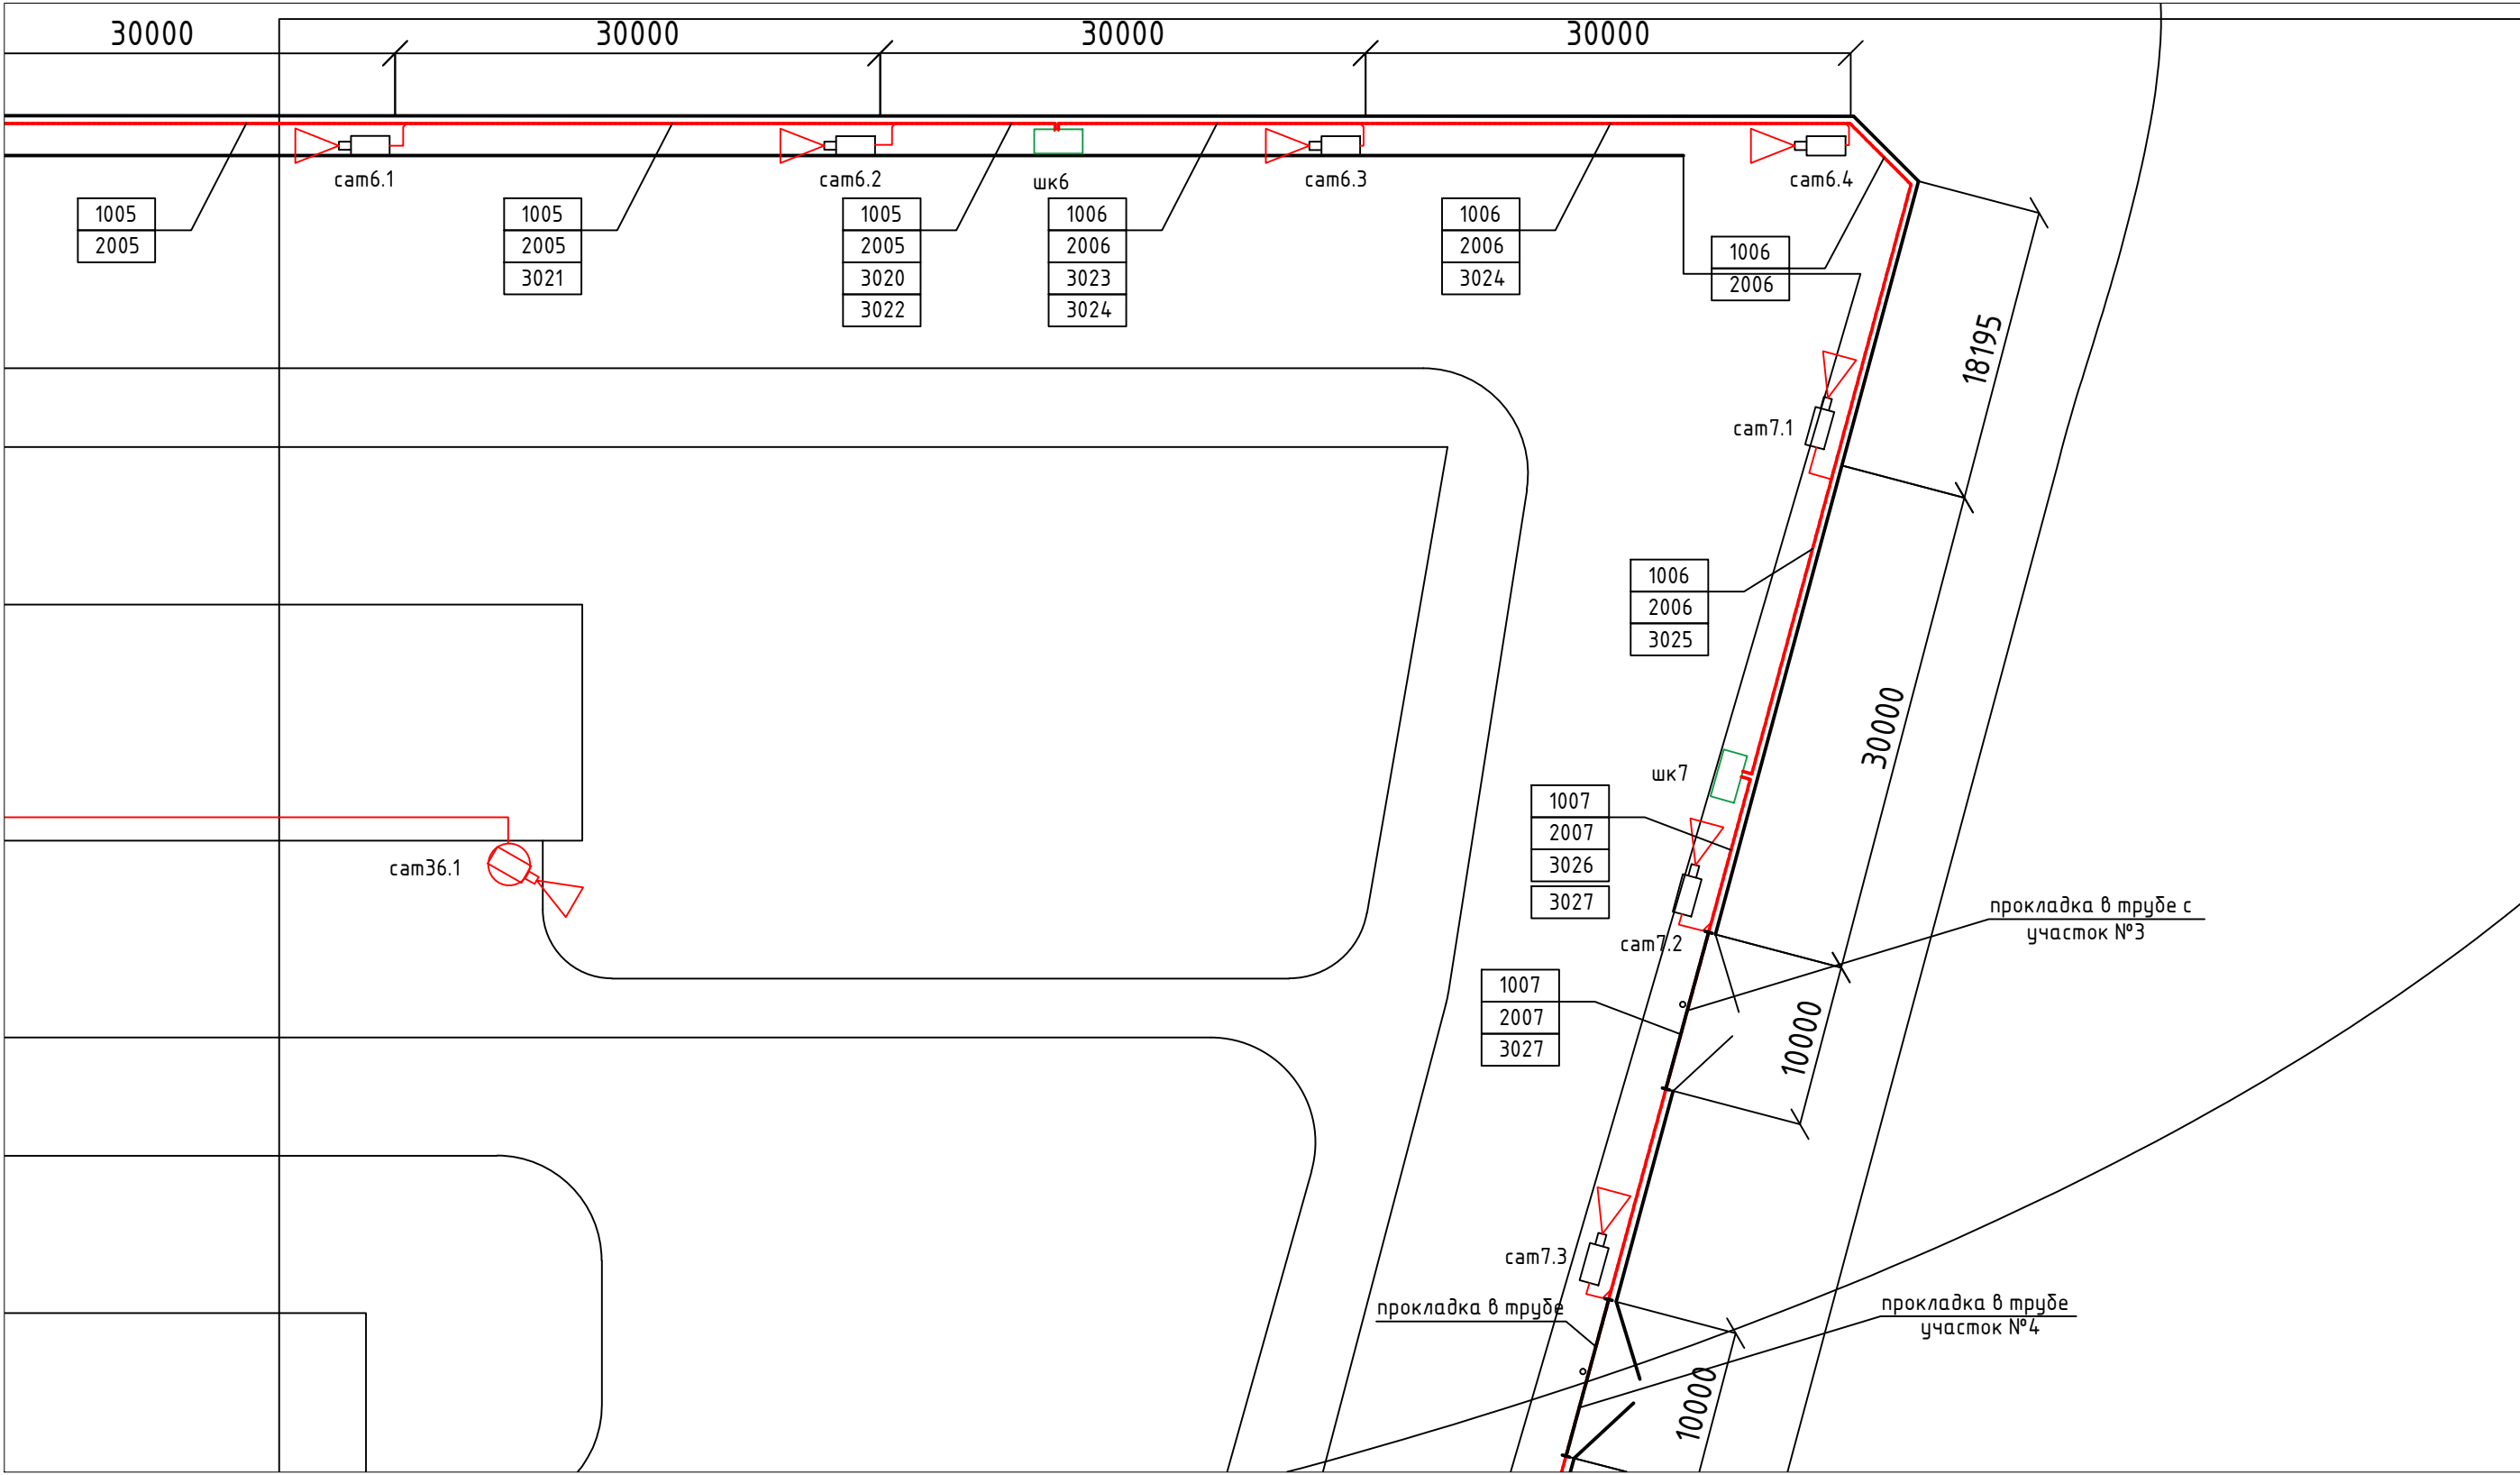 30000
30000
30000
30000
cam6.1
cam6.2
шк6
cam6.3
cam6.4
1005
2005
1005
2005
3021
1005
2005
3020
3022
1006
2006
3023
3024
1006
2006
3024
1006
2006
18195
cam7.1
1006
2006
3025
30000
шк7
1007
2007
3026
3027
cam36.1
прокладка в трубе с
участок №3
cam7.2
1007
2007
3027
10000
cam7.3
прокладка в трубе
прокладка в трубе
участок №4
10000